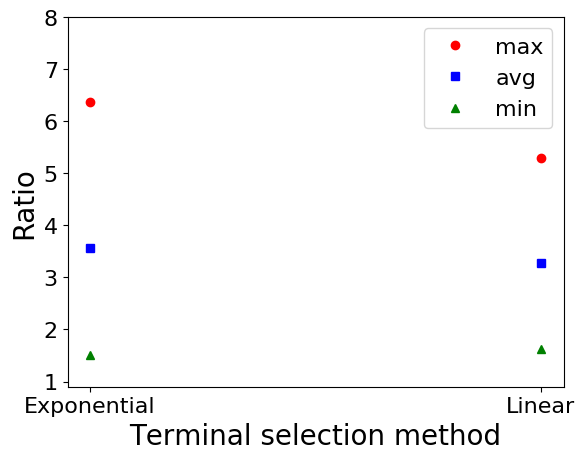 8
7
6
5
4
3
2
1
Ratio
max
avg
min
Exponential Linear
Terminal selection method